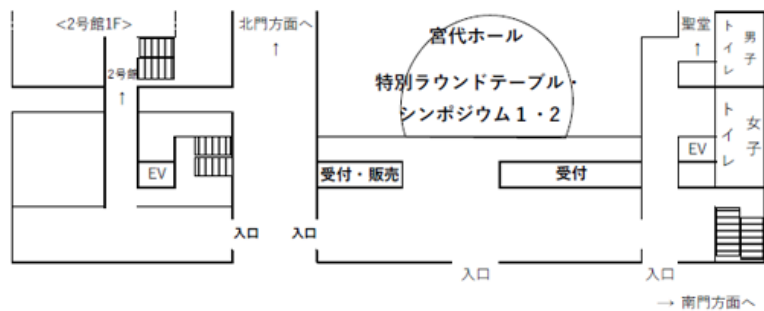 <2号館1F>
北門方面へ
↑
宮代ホール
特別ラウンドテーブル・
シンポジウム1・2
聖堂
↑
男子
トイレ
2号館
↑
女子
トイレ
EV
受付・販売
受付
EV
入口
入口
入口
入口
→ 南門方面へ